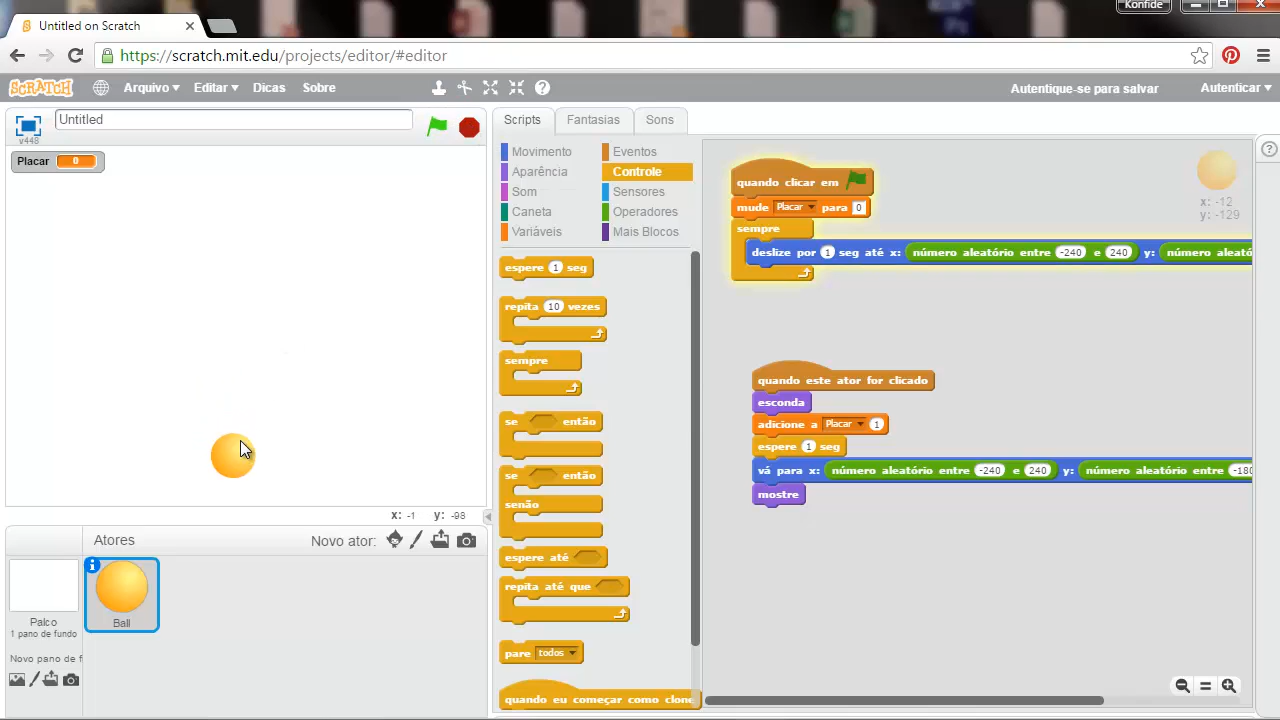 Konfide
Untitled on Scratch
https://scratch.mit.edu/projects/editor/#editor
SCRATCH
Arquivo
Editar
Dicas
Sobre
Autentique-se para salvar
Autenticar
v448
Untitled
Placar 0
x: -1 y: -98
Atores
Novo ator:
Palco
1 pano de fundo
Novo pano de f
Ball
Scripts
Fantasias
Sons
Movimento
Aparência
Som
Caneta
Variáveis
Eventos
Controle
Sensores
Operadores
Mais Blocos
espere 1 seg
repita 10 vezes
sempre
se então
se então
senão
espere até
repita até que
pare todos
quando eu começar como clone
quando clicar em
mude Placar para 0
sempre
deslize por 1 seg até x: número aleatório entre -240 e 240 y: número aleató
quando este ator for clicado
esconda
adicione a Placar 1
espere 1 seg
vá para x: número aleatório entre -240 e 240 y: número aleatório entre -180
mostre
x: -12
y: -129